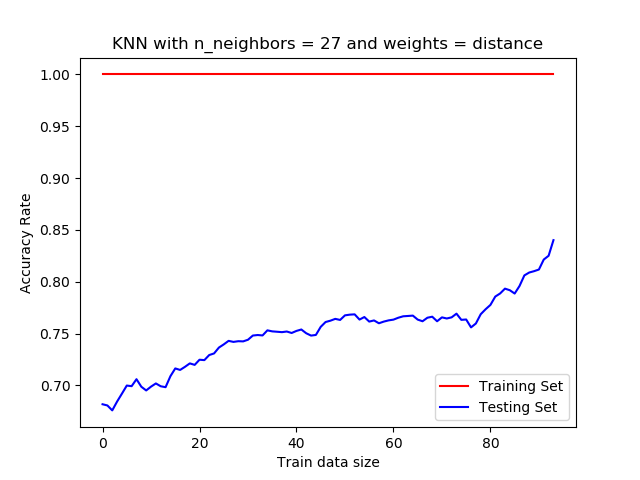 KNN with n_neighbors = 27 and weights = distance
1.00
0.95
0.90
0.85
0.80
0.75
0.70
Accuracy Rate
0 20 40 60 80
Train data size
Training Set
Testing Set